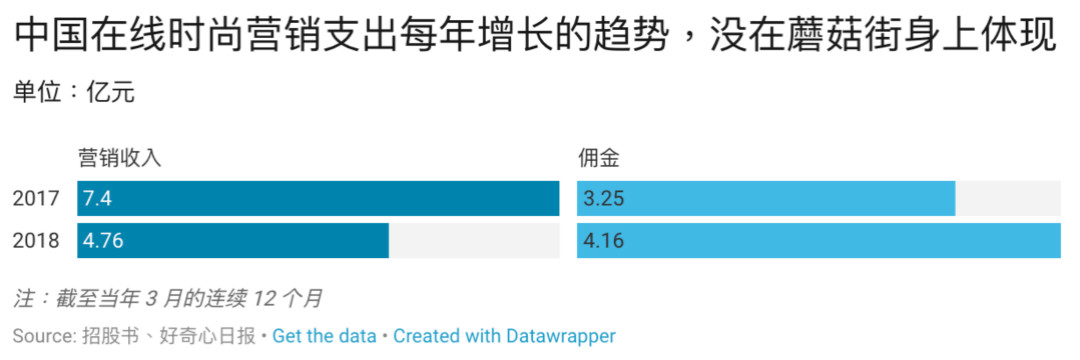 中国在线时尚营销支出每年增长的趋势，没在蘑菇街身上体现
单位：亿元
营销收入 佣金
2017 7.4 3.25
2018 4.76 4.16
注：截至当年 3 月的连续 12 个月
Source: 招股书、好奇心日报 • Get the data • Created with Datawrapper